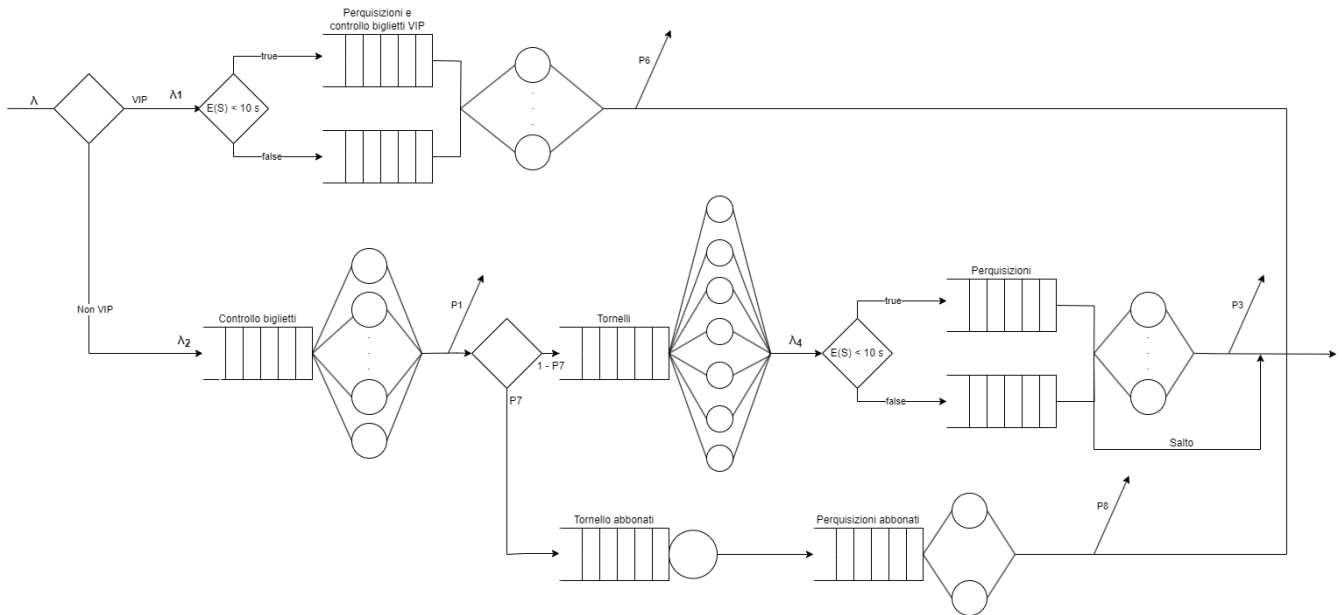 Perquisizioni e
controllo biglietti VIP
P6
true
λ
VIP
λ1
E(S) < 10 s
false
Non VIP
λ2
Controllo biglietti
P1
Tornelli
1 - P7
P7
λ4
true
E(S) < 10 s
false
Perquisizioni
P3
Salto
Tornello abbonati
Perquisizioni abbonati
P8